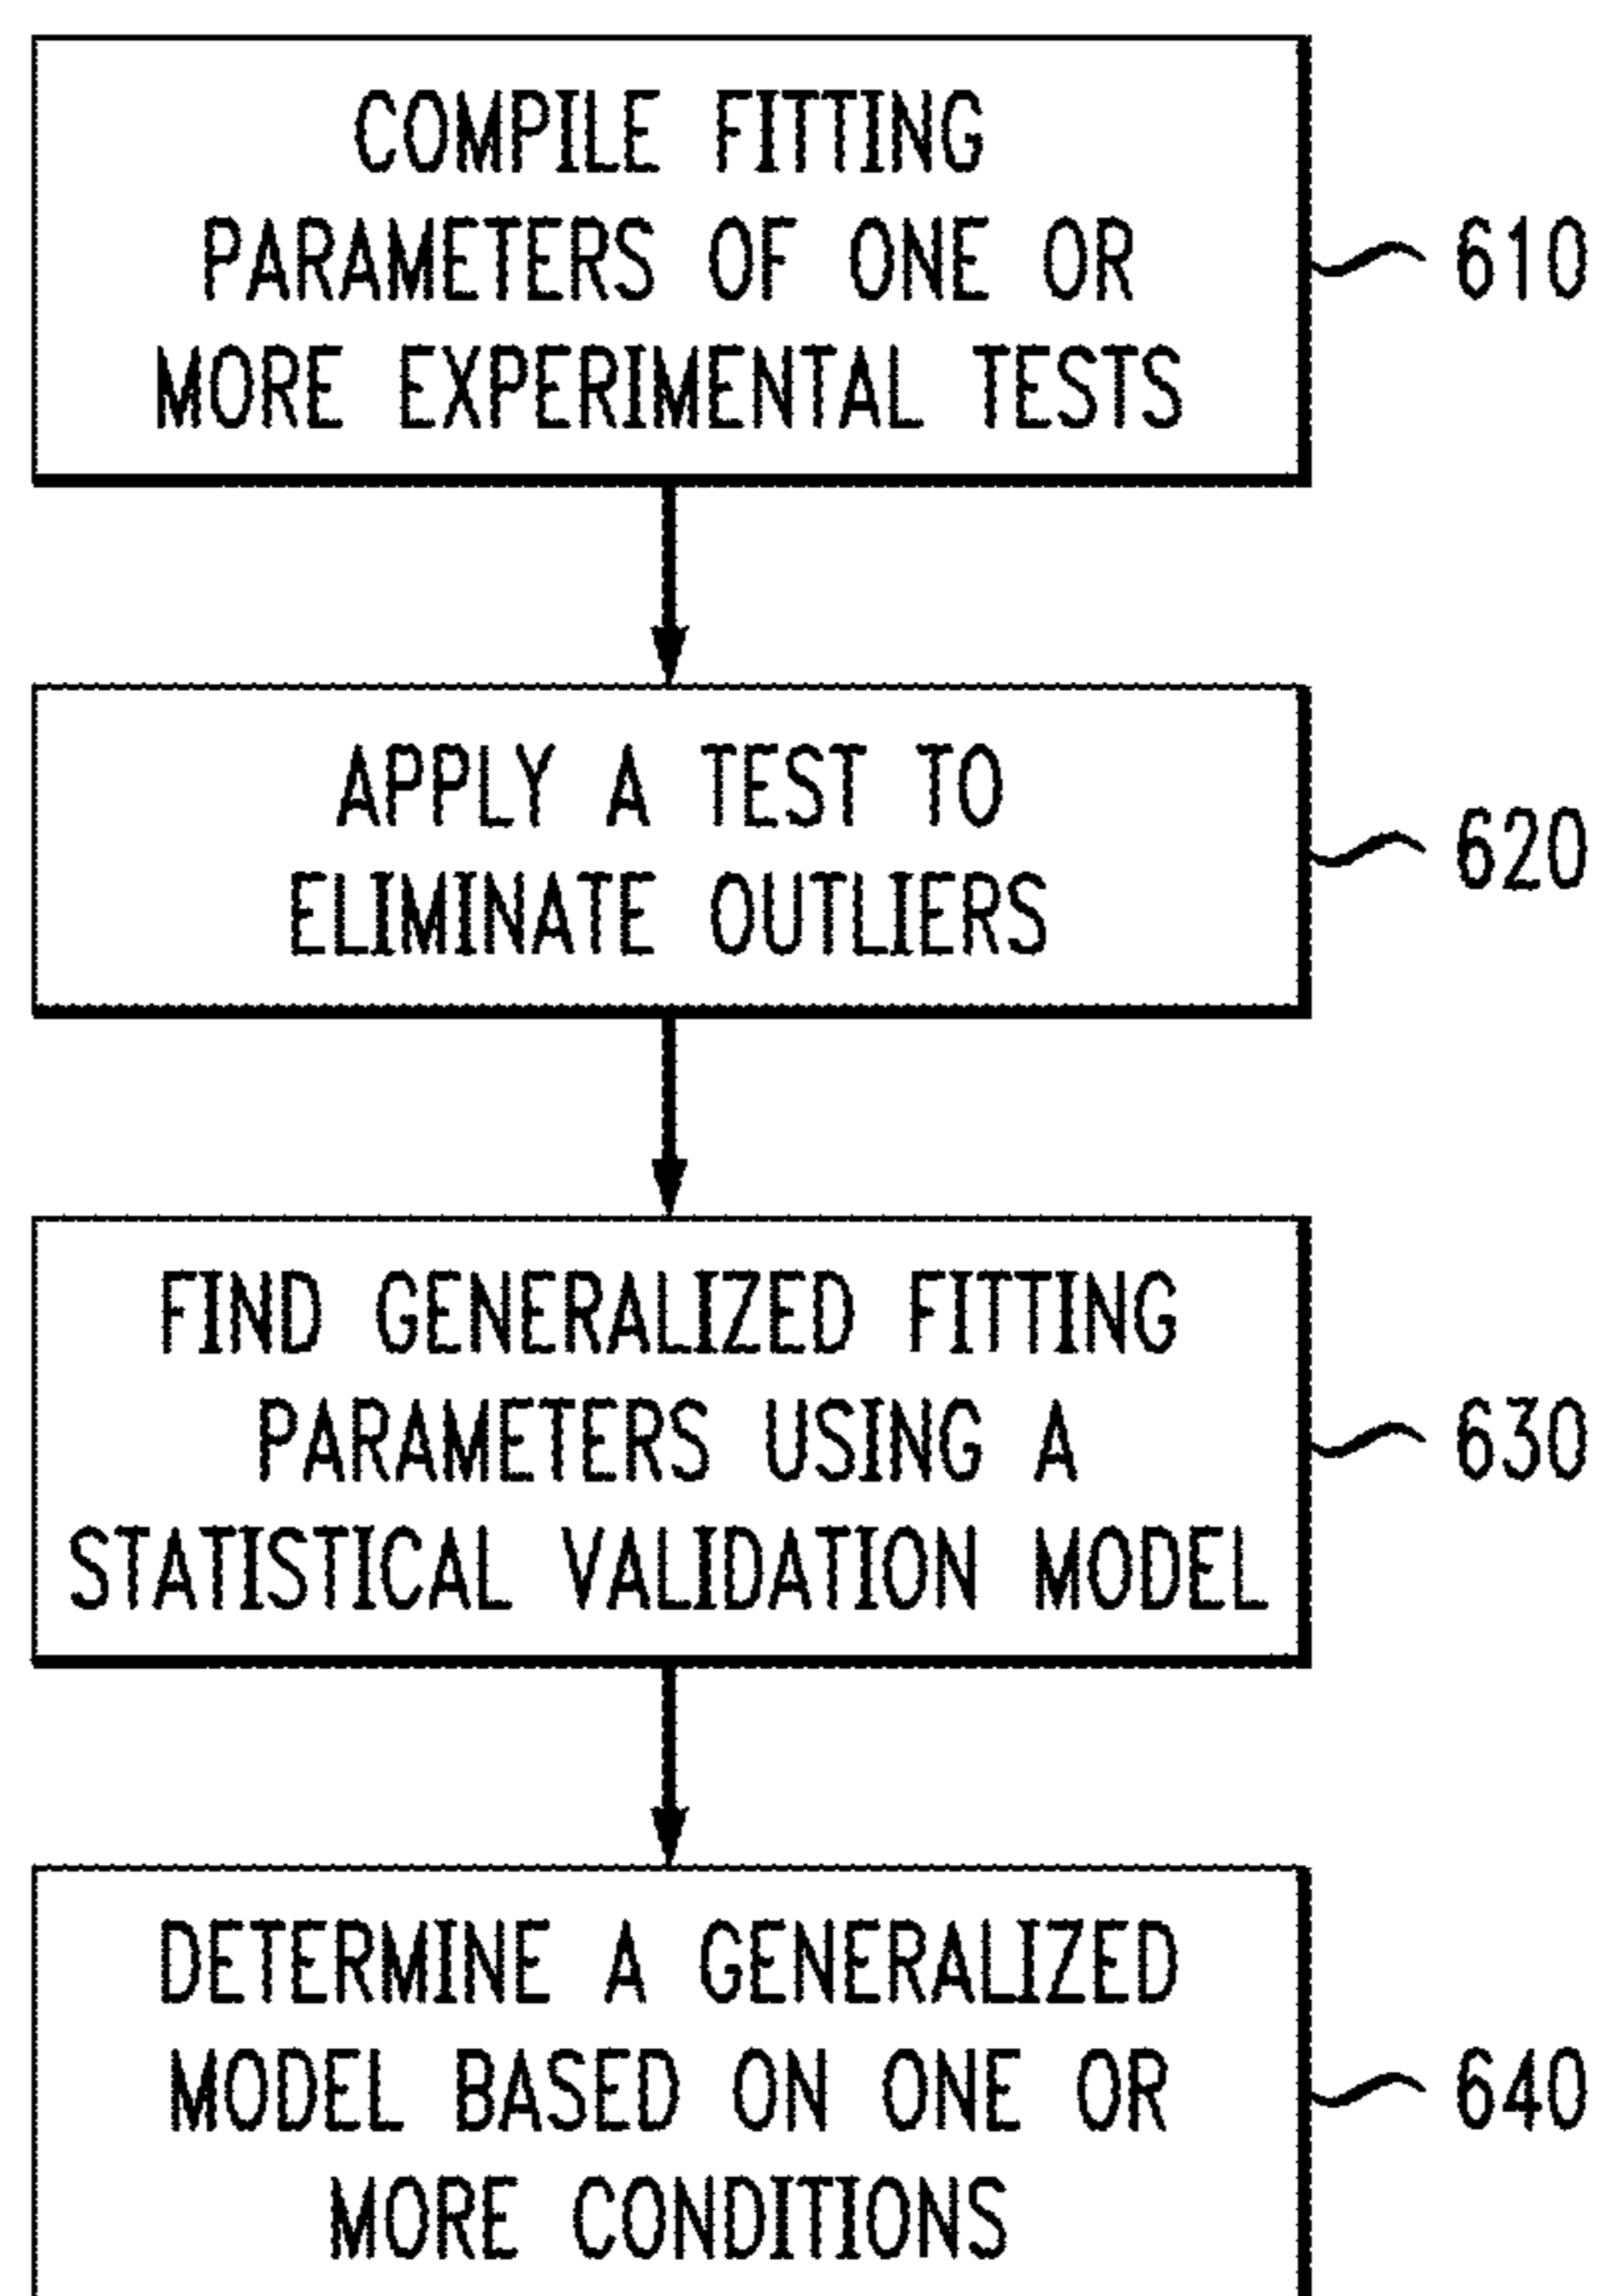 COMPILE FITTING
PARAMETERS OF ONE OR
MORE EXPERIMENTAL TESTS
610
APPLY A TEST TO
ELIMINATE OUTLIERS
620
FIND GENERALIZED FITTING
PARAMETERS USING A
STATISTICAL VALIDATION MODEL
630
DETERMINE A GENERALIZED
MODEL BASED ON ONE OR
MORE CONDITIONS
640